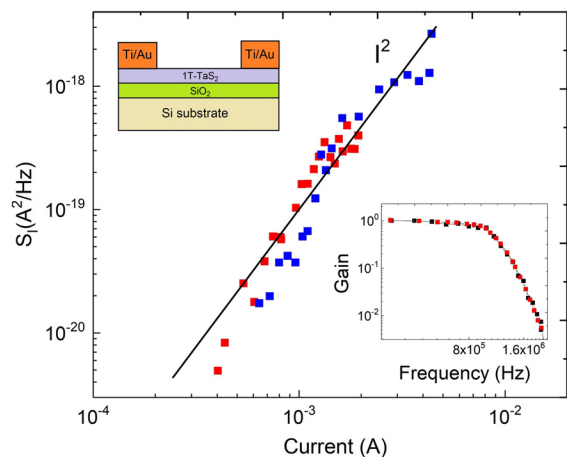 Ti/Au Ti/Au
1T-TaS₂
SiO₂
Si substrate
I²
10⁻¹⁸
10⁻¹⁹
10⁻²⁰
S_I(A²/Hz)
10⁰
10⁻¹
10⁻²
Gain
8x10⁵ 1.6x10⁶
Frequency (Hz)
10⁻⁴ 10⁻³ 10⁻²
Current (A)